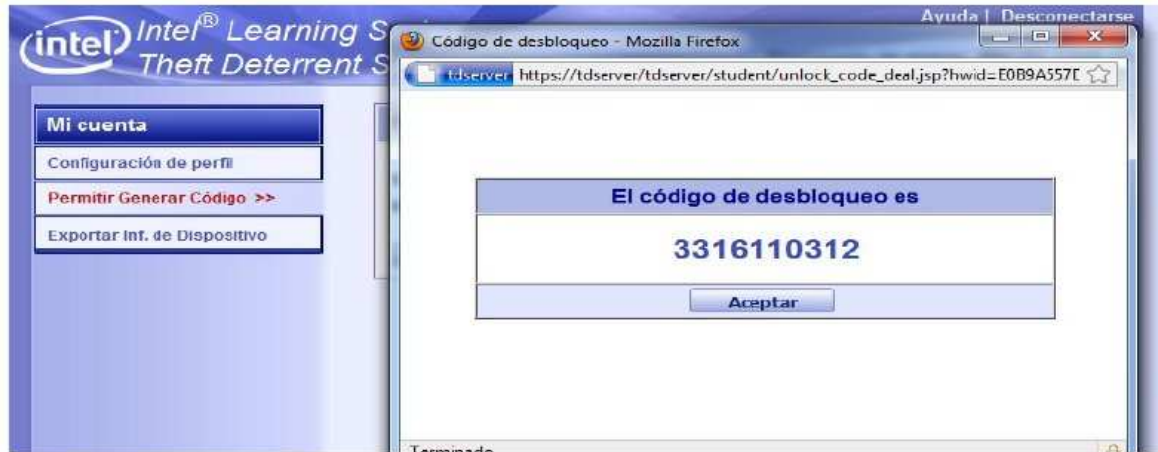 Ayuda | Desconectarse
intel
Intel® Learning S
Theft Deterrent S
Mi cuenta
Configuración de perfil
Permitir Generar Código >>
Exportar Inf. de Dispositivo
Código de desbloqueo - Mozilla Firefox
tdserver https://tdserver/tdserver/student/unlock_code_deal.jsp?hwid=E0B9A557E
El código de desbloqueo es
3316110312
Aceptar
Terminado